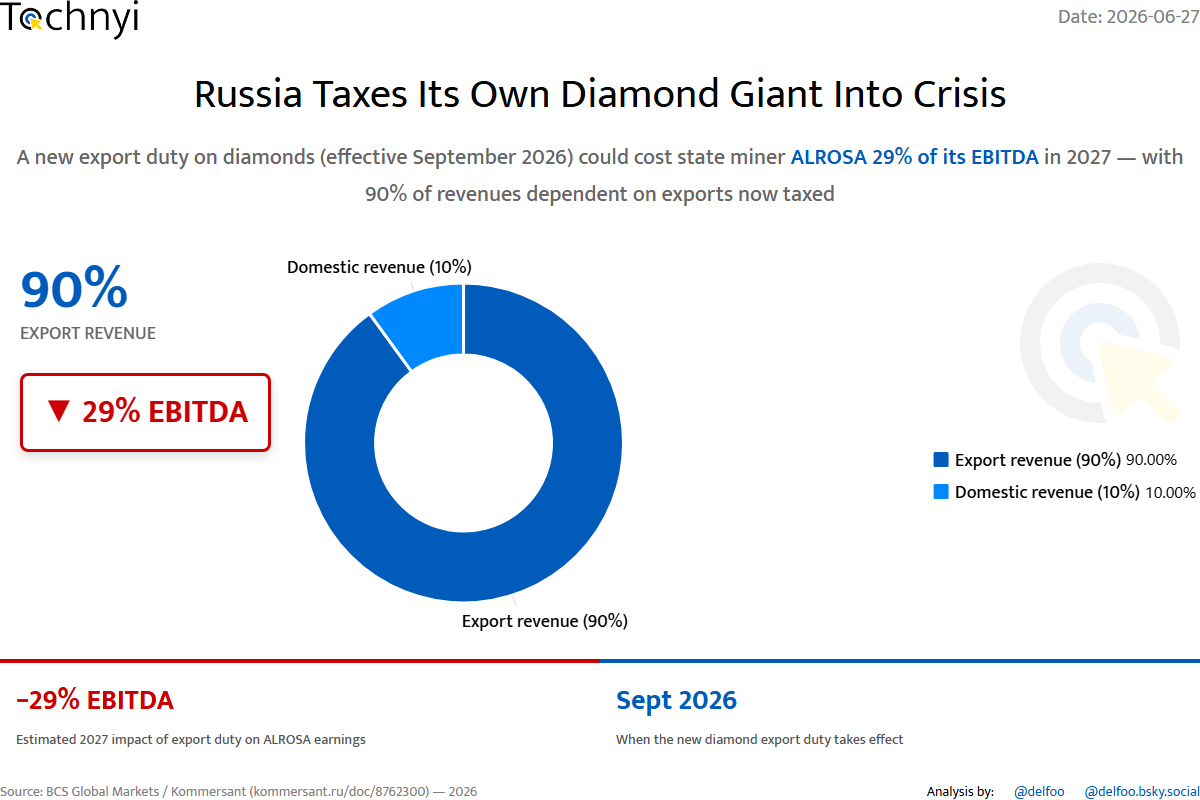 Tochnyi
Date: 2026-06-27
Russia Taxes Its Own Diamond Giant Into Crisis
A new export duty on diamonds (effective September 2026) could cost state miner ALROSA 29% of its EBITDA in 2027 — with
90% of revenues dependent on exports now taxed
90%
EXPORT REVENUE
▼ 29% EBITDA
Domestic revenue (10%)
Export revenue (90%)
Export revenue (90%) 90.00%
Domestic revenue (10%) 10.00%
−29% EBITDA
Estimated 2027 impact of export duty on ALROSA earnings
Sept 2026
When the new diamond export duty takes effect
Source: BCS Global Markets / Kommersant (kommersant.ru/doc/8762300) — 2026
Analysis by: @delfoo @delfoo.bsky.social